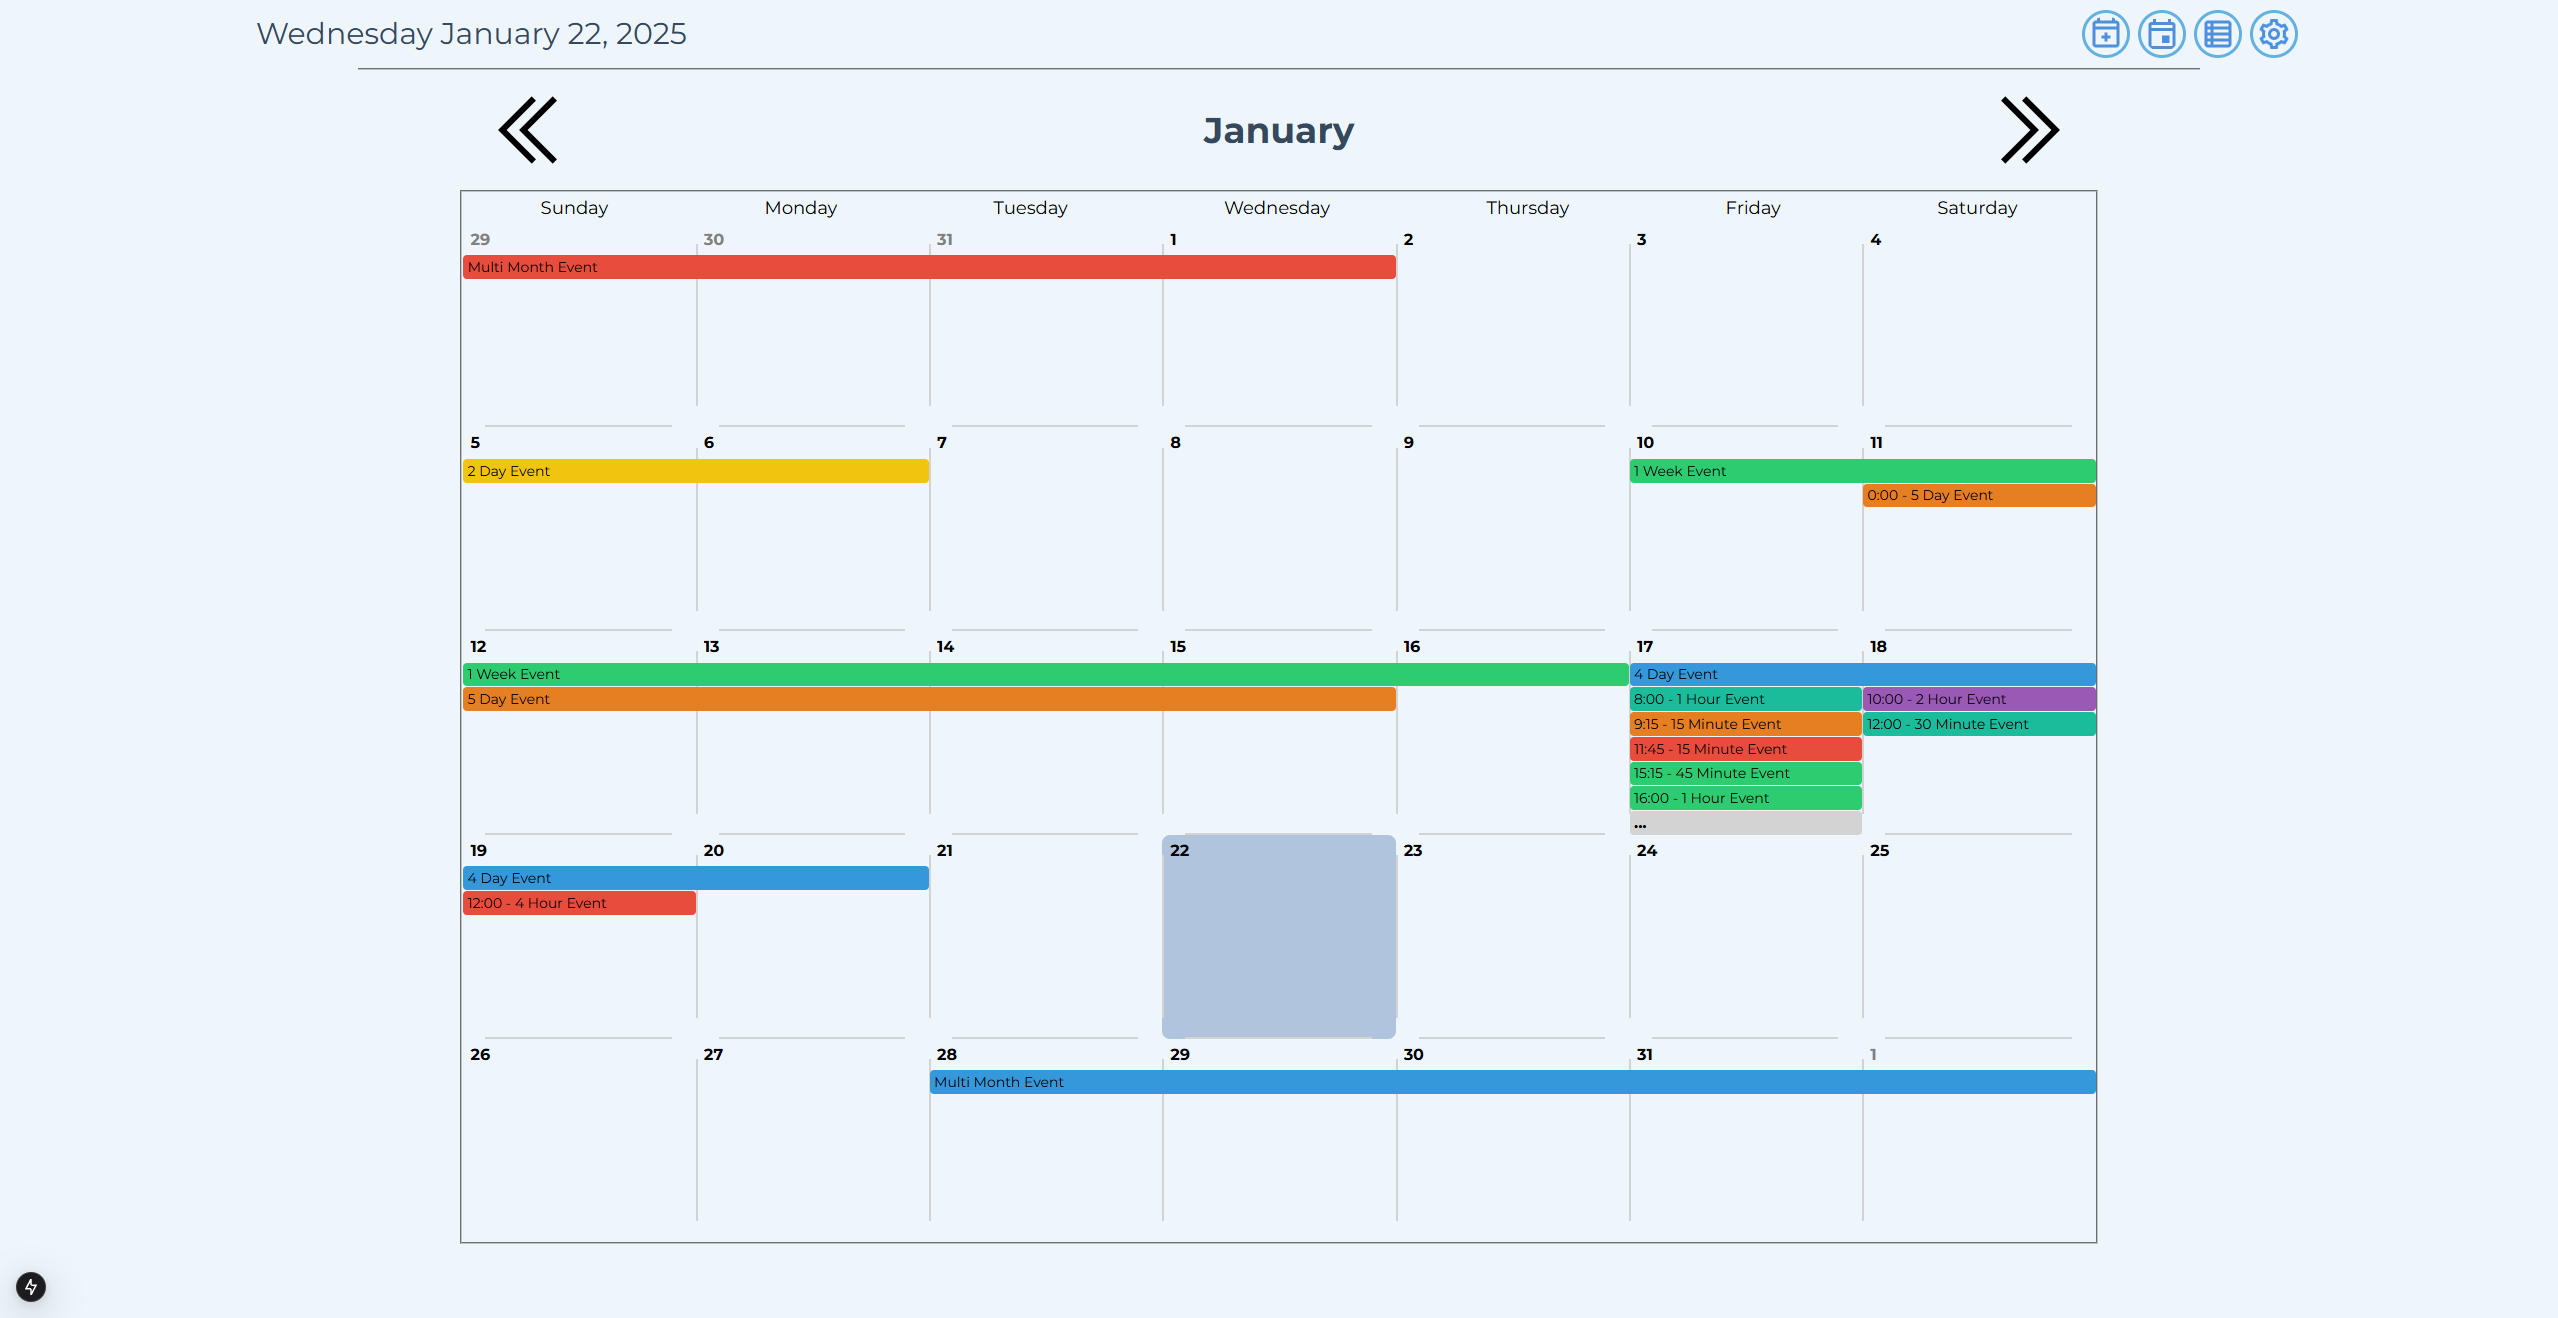 Wednesday January 22, 2025
January
Sunday Monday Tuesday Wednesday Thursday Friday Saturday
29 30 31 1 2 3 4
Multi Month Event
5 6 7 8 9 10 11
2 Day Event 1 Week Event
0:00 - 5 Day Event
12 13 14 15 16 17 18
1 Week Event 4 Day Event
5 Day Event 8:00 - 1 Hour Event 10:00 - 2 Hour Event
9:15 - 15 Minute Event 12:00 - 30 Minute Event
11:45 - 15 Minute Event
15:15 - 45 Minute Event
16:00 - 1 Hour Event
...
19 20 21 22 23 24 25
4 Day Event
12:00 - 4 Hour Event
26 27 28 29 30 31 1
Multi Month Event